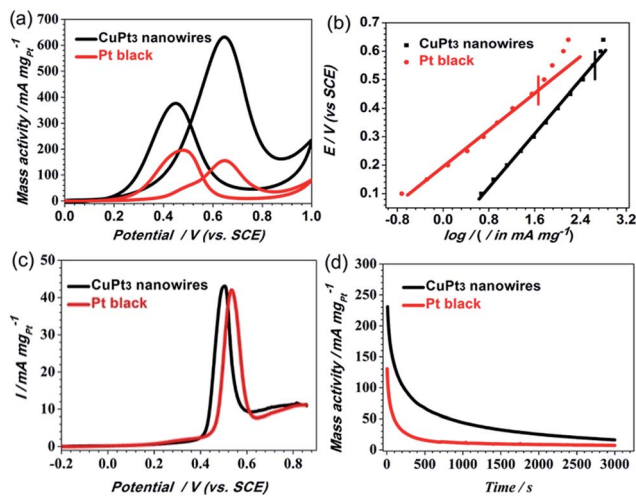 (a)
CuPt3 nanowires
Pt black
Mass activity / mA mgPt-1
700
600
500
400
300
200
100
0
0.0 0.2 0.4 0.6 0.8 1.0
Potential / V (vs. SCE)
(b)
CuPt3 nanowires
Pt black
E / V (vs SCE)
0.7
0.6
0.5
0.4
0.3
0.2
0.1
-0.8 0.0 0.8 1.6 2.4 3.2
log I ( I in mA mg-1)
(c)
CuPt3 nanowires
Pt black
I / mA mgPt-1
50
40
30
20
10
0
-0.2 0.0 0.2 0.4 0.6 0.8
Potential / V (vs. SCE)
(d)
CuPt3 nanowires
Pt black
Mass activity / mA mgPt-1
300
250
200
150
100
50
0
0 500 1000 1500 2000 2500 3000
Time / s